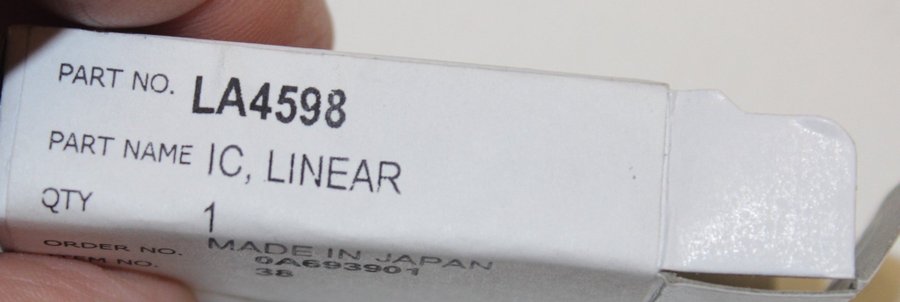 PART NO. LA4598
PART NAME IC, LINEAR
QTY 1
MADE IN JAPAN
ORDER NO. 0A693901
ITEM NO. 38